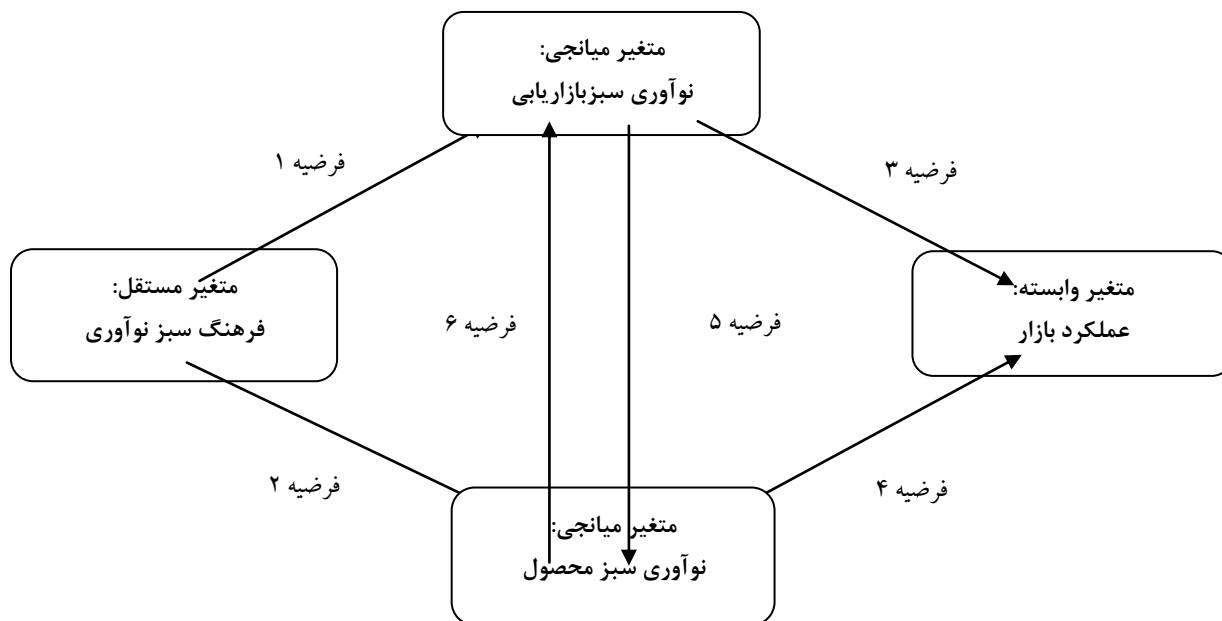 متغیر میانجی:
نوآوری سبزبازاریابی
فرضیه ۱
فرضیه ۳
متغیر مستقل:
فرهنگ سبز نوآوری
فرضیه ۶
فرضیه ۵
متغیر وابسته:
عملکرد بازار
فرضیه ۲
فرضیه ۴
متغیر میانجی:
نوآوری سبز محصول